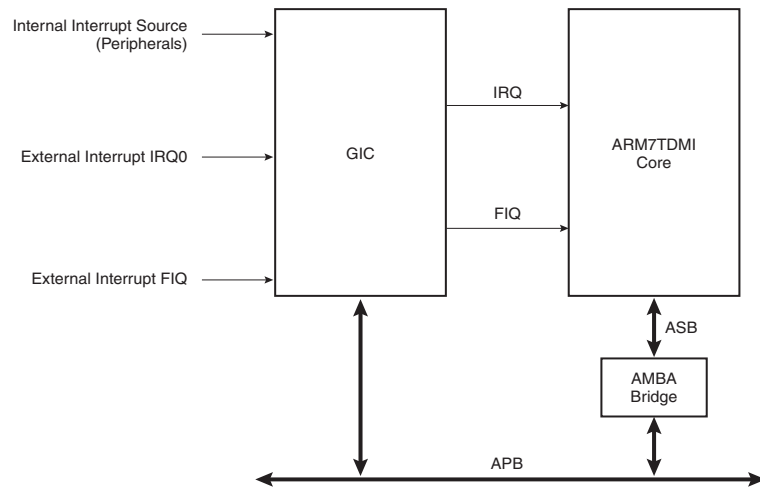 Internal Interrupt Source
(Peripherals)
IRQ
ARM7TDMI
Core
External Interrupt IRQ0
GIC
FIQ
External Interrupt FIQ
ASB
AMBA
Bridge
APB